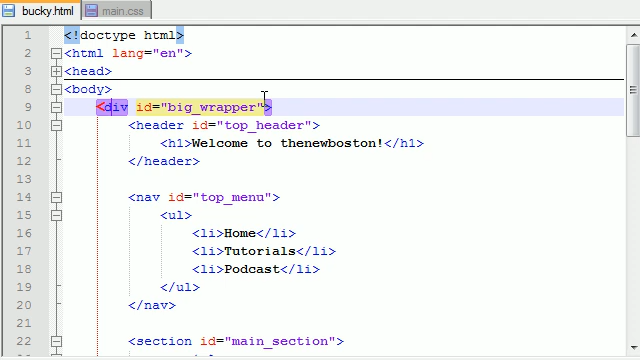 bucky.html main.css
1 <!doctype html>
2 <html lang="en">
3 <head>
8 <body>
9 <div id="big_wrapper">
10 <header id="top_header">
11 <h1>Welcome to thenewboston!</h1>
12 </header>
13
14 <nav id="top_menu">
15 <ul>
16 <li>Home</li>
17 <li>Tutorials</li>
18 <li>Podcast</li>
19 </ul>
20 </nav>
21
22 <section id="main_section">